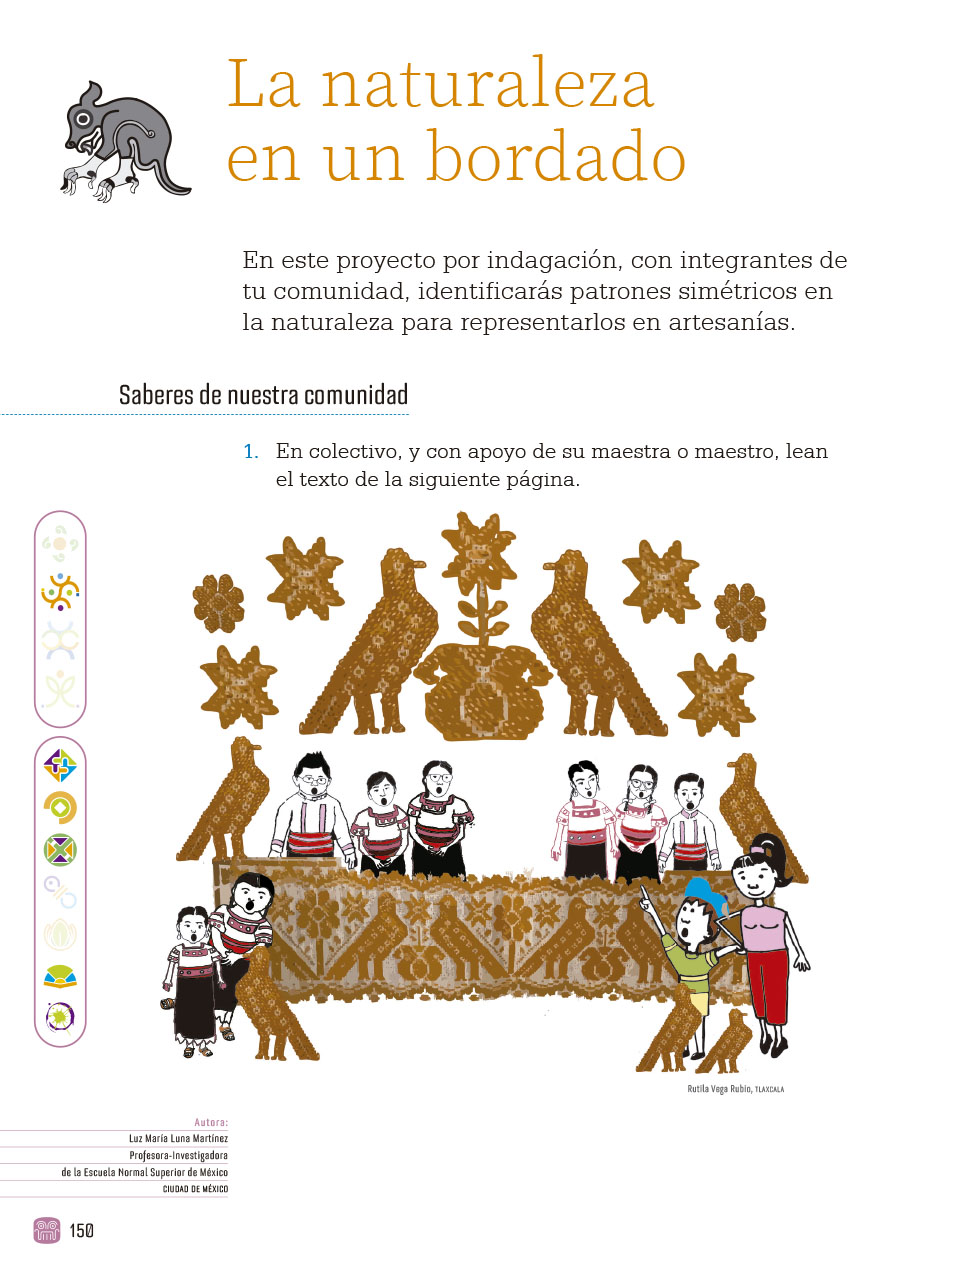 La naturaleza
en un bordado
En este proyecto por indagación, con integrantes de
tu comunidad, identificarás patrones simétricos en
la naturaleza para representarlos en artesanías.
Saberes de nuestra comunidad
1. En colectivo, y con apoyo de su maestra o maestro, lean
el texto de la siguiente página.
Rutila Vega Rubio, TLAXCALA
Autora:
Luz María Luna Martínez
Profesora-Investigadora
de la Escuela Normal Superior de México
CIUDAD DE MÉXICO
150